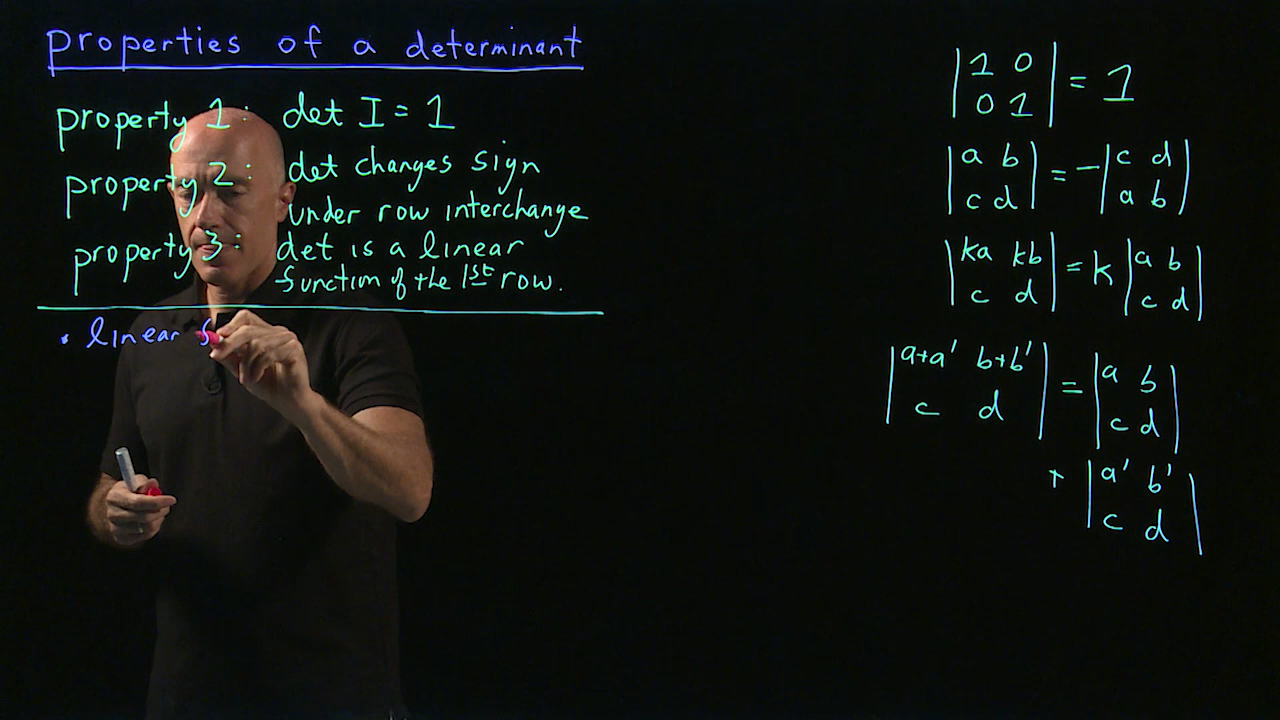 properties of a determinant
property 1: det I = 1
property 2: det changes sign
under row interchange
property 3: det is a linear
function of the 1st row.
• linear f
|1 0|
|0 1| = 1
|a b|
|c d| = -|c d|
|a b|
|ka kb|
|c d| = k |a b|
|c d|
|a+a' b+b'|
|c d| = |a b|
|c d|
+ |a' b'|
|c d|